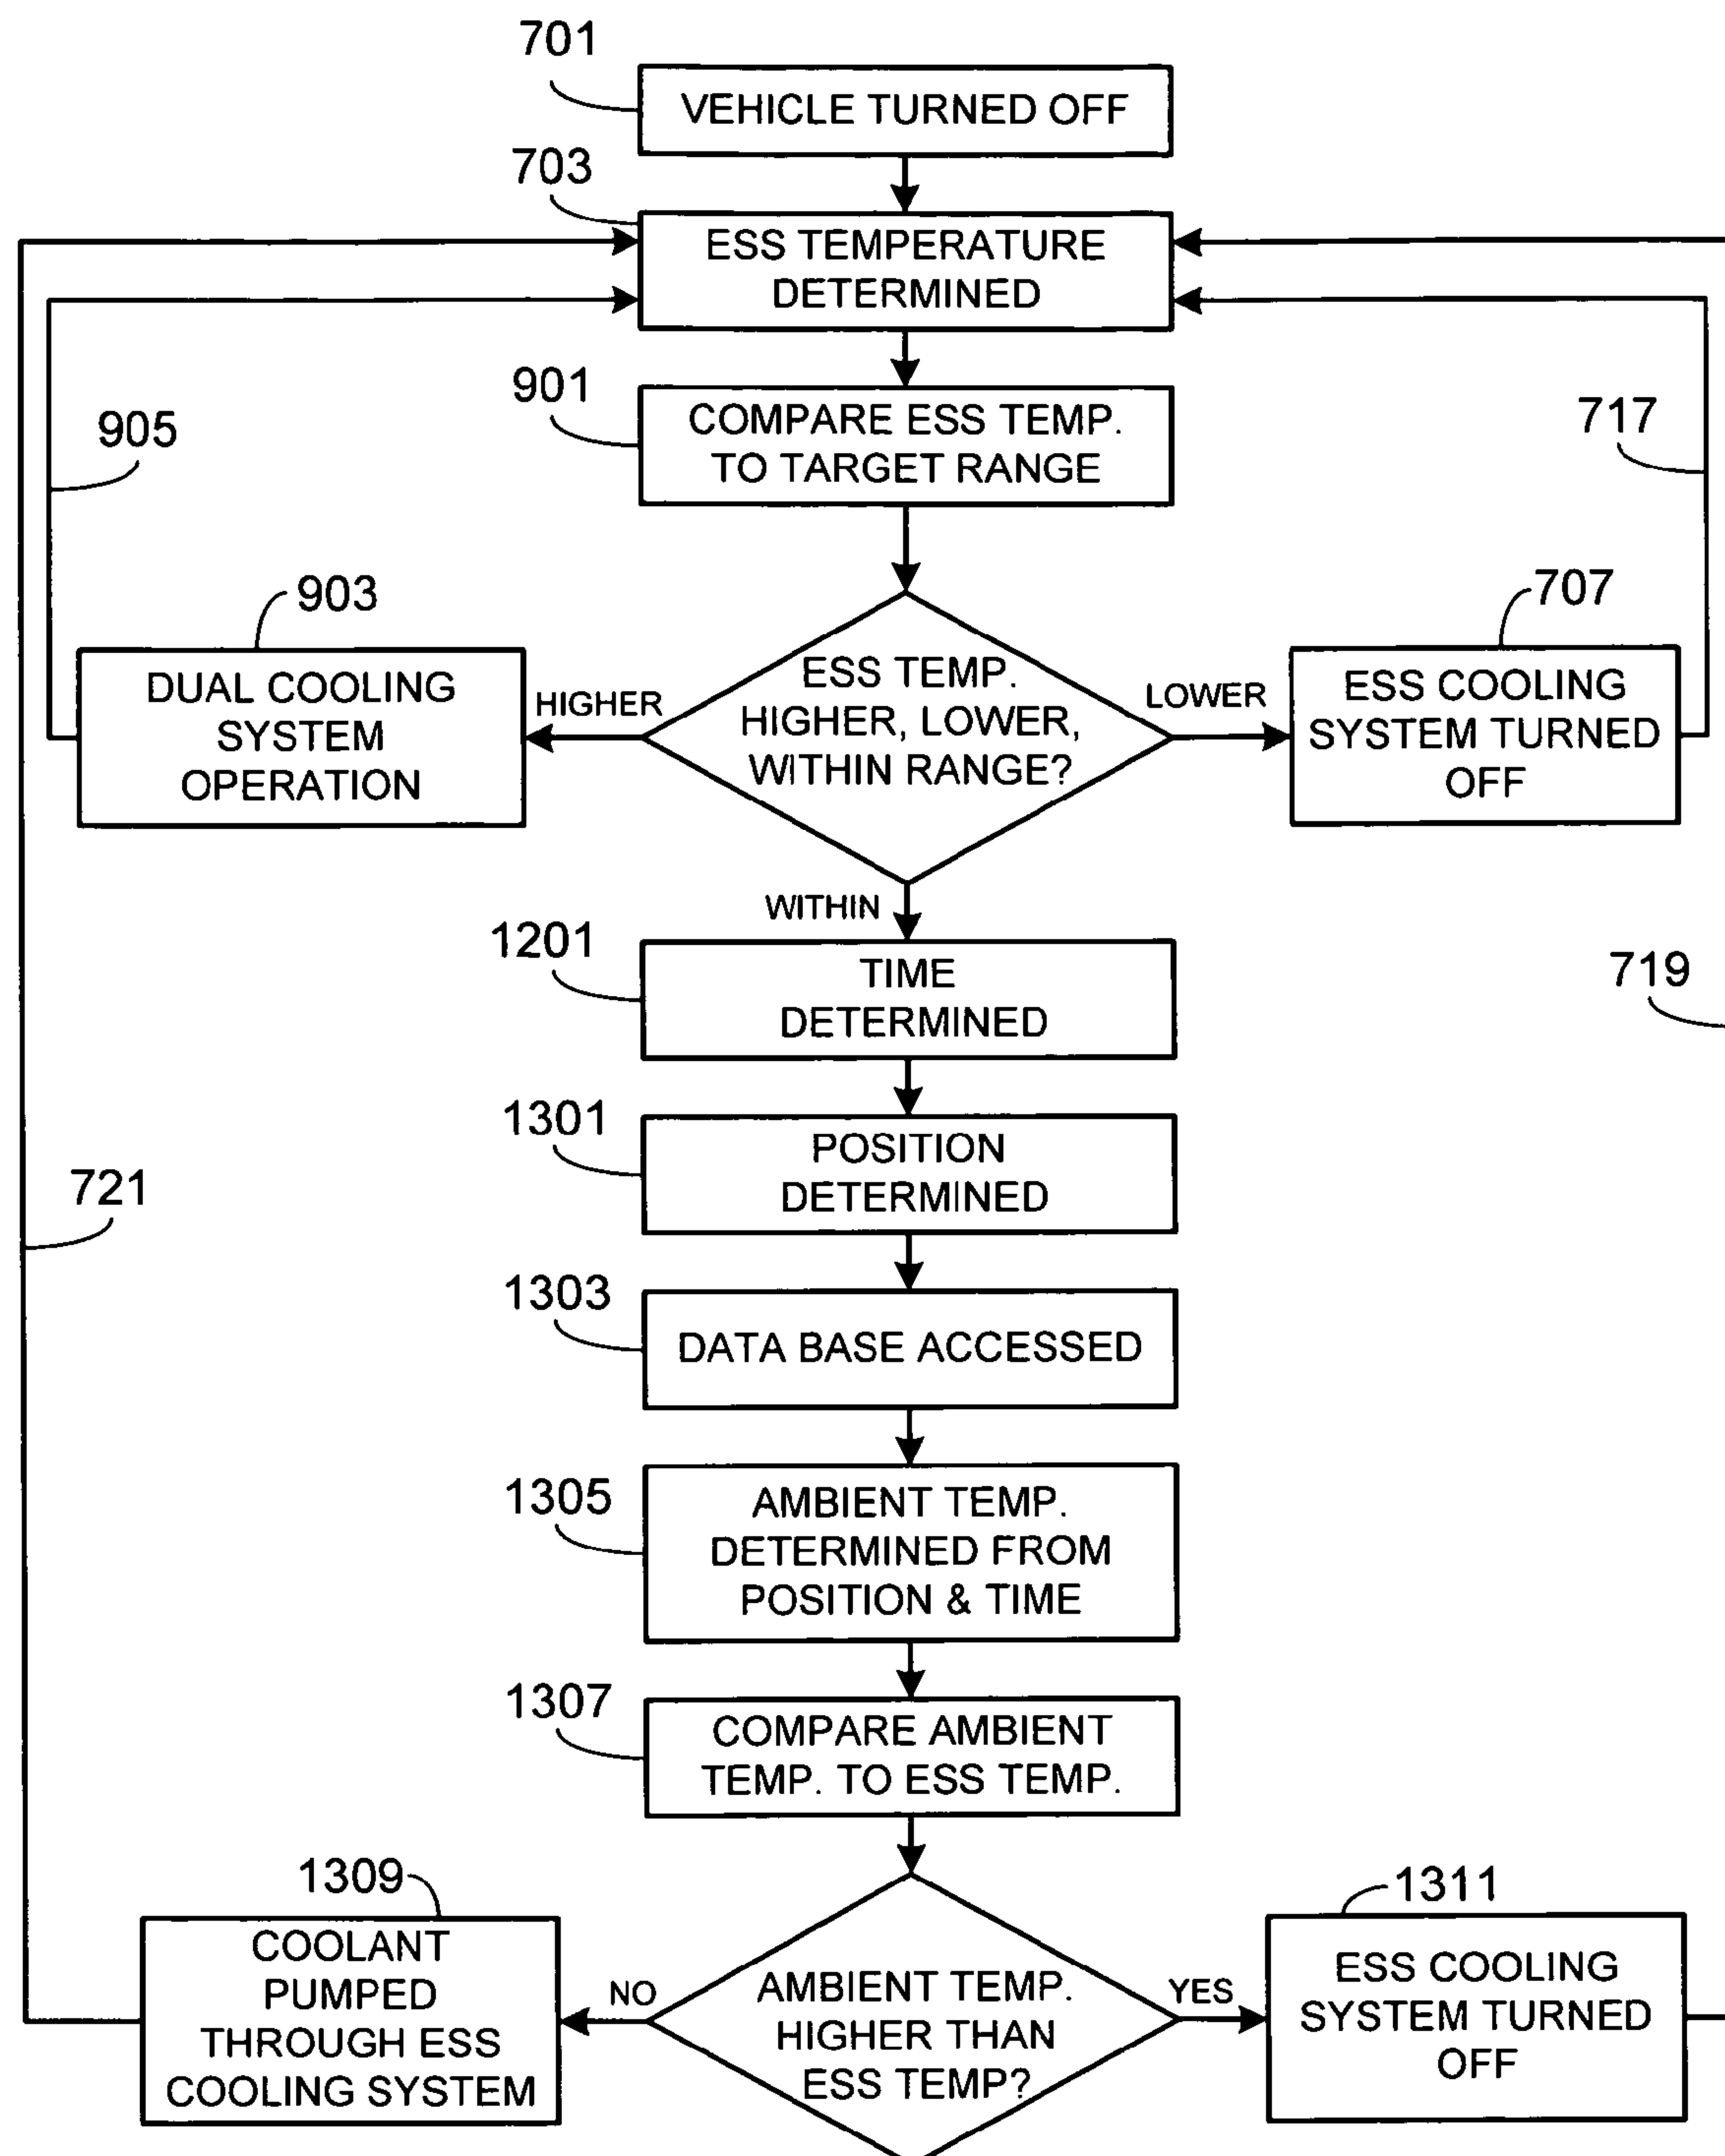 701
VEHICLE TURNED OFF
703
ESS TEMPERATURE
DETERMINED
901
COMPARE ESS TEMP.
TO TARGET RANGE
905
717
903
DUAL COOLING
SYSTEM
OPERATION
HIGHER
ESS TEMP.
HIGHER, LOWER,
WITHIN RANGE?
LOWER
707
ESS COOLING
SYSTEM TURNED
OFF
WITHIN
1201
TIME
DETERMINED
719
1301
POSITION
DETERMINED
721
1303
DATA BASE ACCESSED
1305
AMBIENT TEMP.
DETERMINED FROM
POSITION & TIME
1307
COMPARE AMBIENT
TEMP. TO ESS TEMP.
1309
COOLANT
PUMPED
THROUGH ESS
COOLING SYSTEM
NO
AMBIENT TEMP.
HIGHER THAN
ESS TEMP?
YES
1311
ESS COOLING
SYSTEM TURNED
OFF